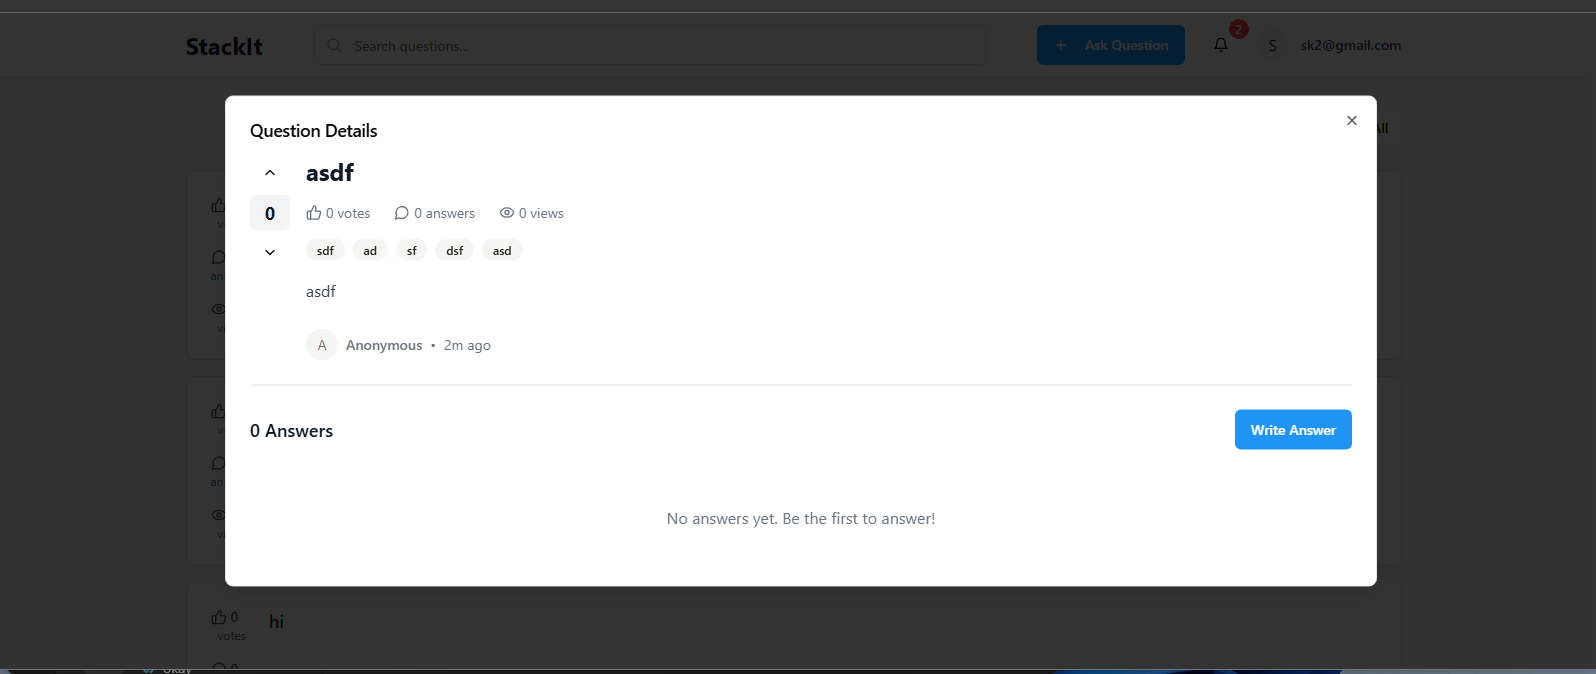 StackIt
Search questions...
+ Ask Question
2
S
sk2@gmail.com
All
Question Details
asdf
0
0 votes
0 answers
0 views
sdf
ad
sf
dsf
asd
asdf
A
Anonymous • 2m ago
0 Answers
Write Answer
No answers yet. Be the first to answer!
0
votes
hi
0
okay